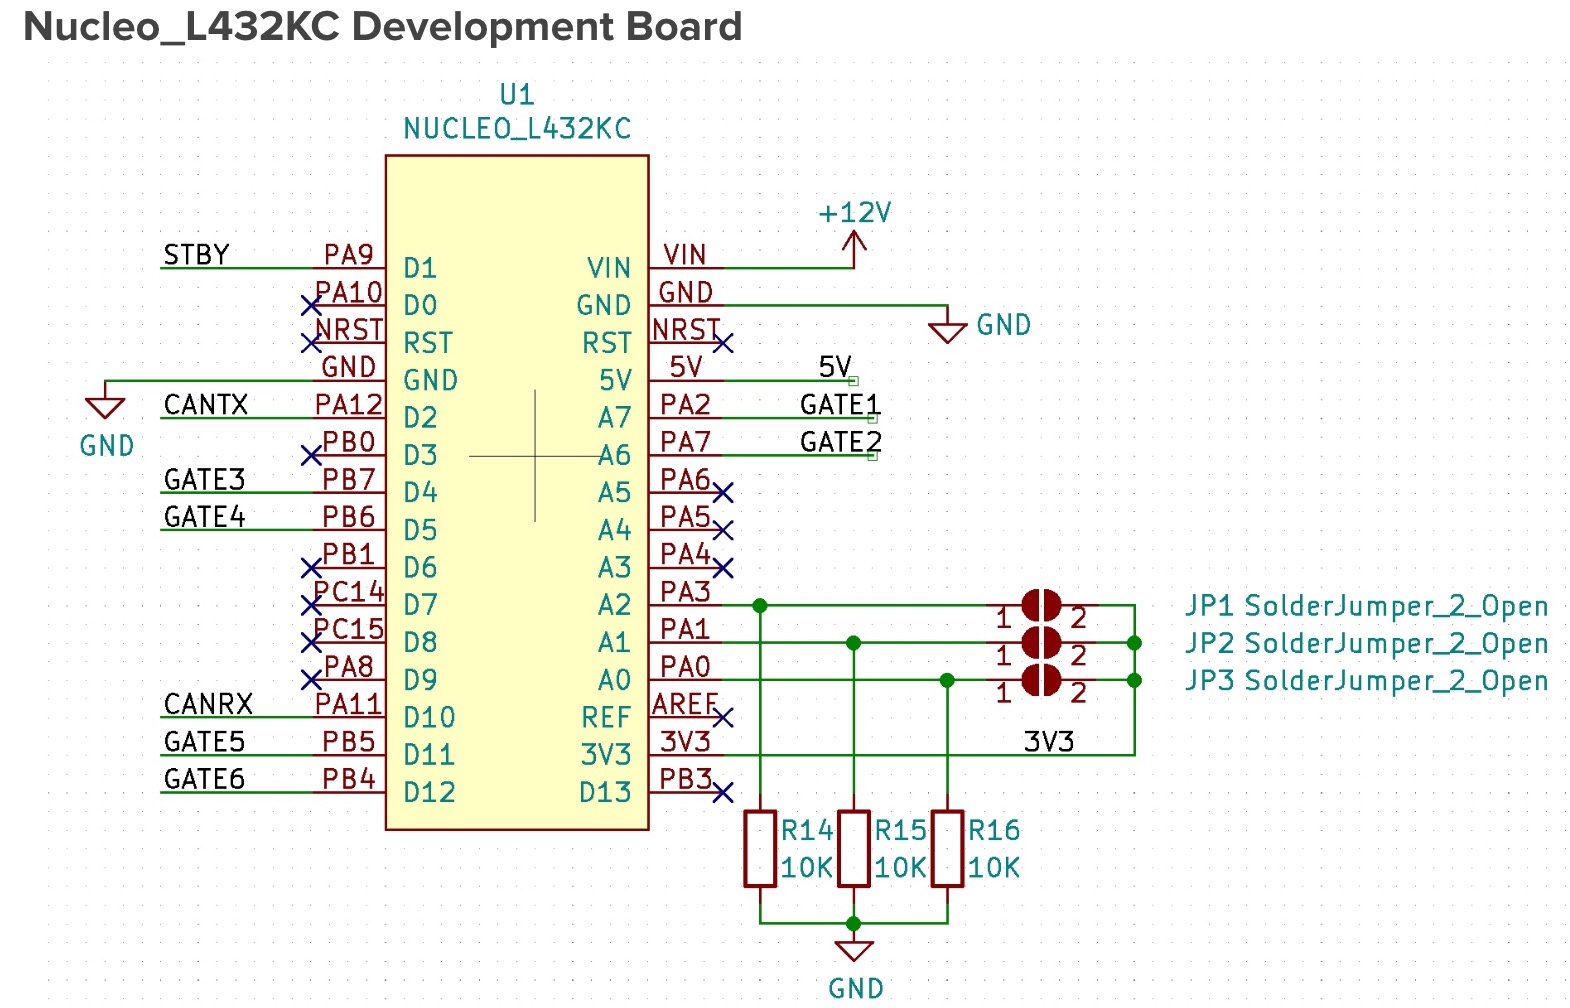 Nucleo_L432KC Development Board
U1
NUCLEO_L432KC
+12V
STBY PA9 D1 VIN VIN
PA10 D0 GND GND
GND
NRST RST RST NRST
GND GND 5V 5V 5V
CANTX PA12 D2 A7 PA2 GATE1
GND
PB0 D3 A6 PA7 GATE2
GATE3 PB7 D4 A5 PA6
GATE4 PB6 D5 A4 PA5
PB1 D6 A3 PA4
PC14 D7 A2 PA3 1 2 JP1 SolderJumper_2_Open
PC15 D8 A1 PA1 1 2 JP2 SolderJumper_2_Open
PA8 D9 A0 PA0 1 2 JP3 SolderJumper_2_Open
CANRX PA11 D10 REF AREF
GATE5 PB5 D11 3V3 3V3 3V3
GATE6 PB4 D12 D13 PB3
R14 R15 R16
10K 10K 10K
GND